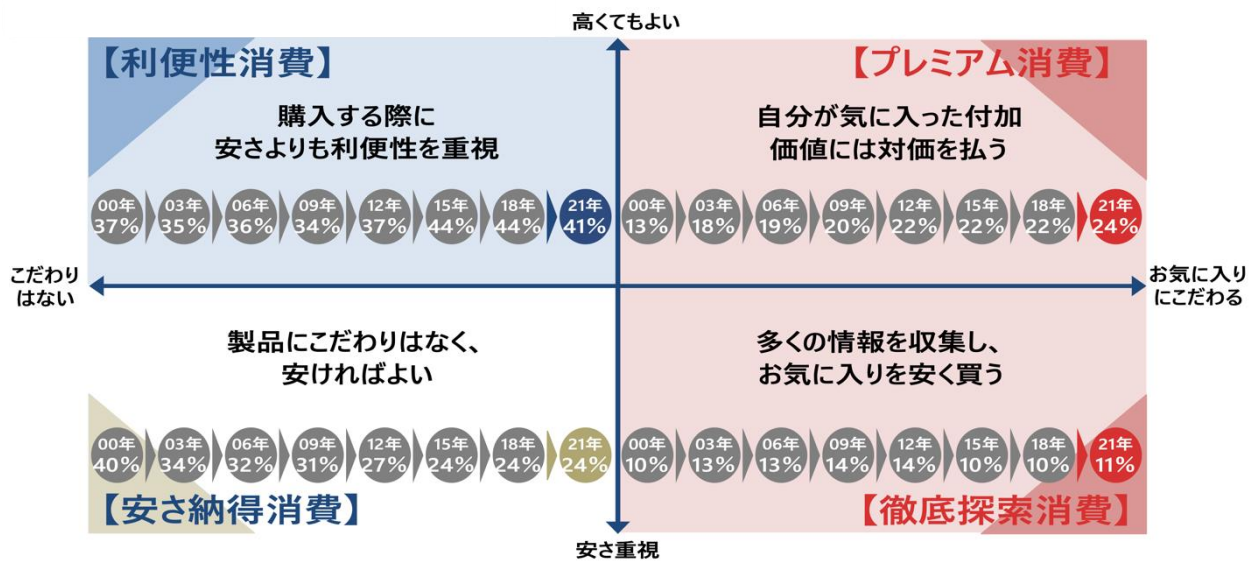 高くてもよい
【利便性消費】
購入する際に
安さよりも利便性を重視
00年
37%
03年
35%
06年
36%
09年
34%
12年
37%
15年
44%
18年
44%
21年
41%
【プレミアム消費】
自分が気に入った付加
価値には対価を払う
00年
13%
03年
18%
06年
19%
09年
20%
12年
22%
15年
22%
18年
22%
21年
24%
こだわり
はない
お気に入り
にこだわる
製品にこだわりはなく、
安ければよい
00年
40%
03年
34%
06年
32%
09年
31%
12年
27%
15年
24%
18年
24%
21年
24%
【安さ納得消費】
多くの情報を収集し、
お気に入りを安く買う
00年
10%
03年
13%
06年
13%
09年
14%
12年
14%
15年
10%
18年
10%
21年
11%
【徹底探索消費】
安さ重視